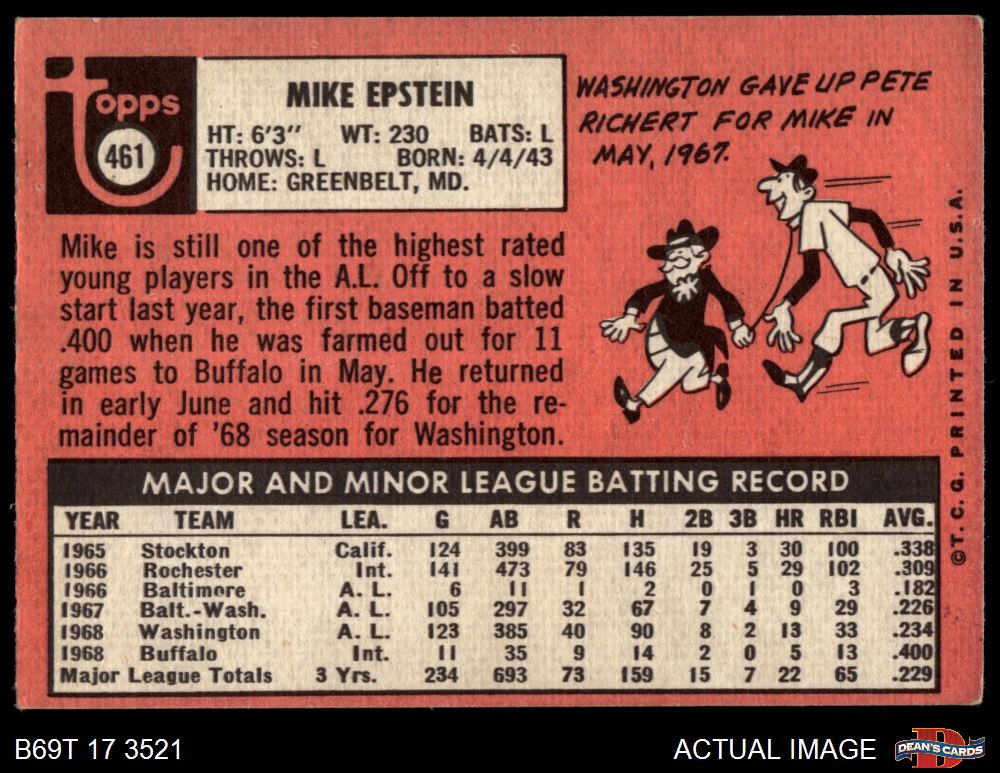 Topps
461
MIKE EPSTEIN
HT: 6'3" WT: 230 BATS: L
THROWS: L BORN: 4/4/43
HOME: GREENBELT, MD.
WASHINGTON GAVE UP PETE
RICHERT FOR MIKE IN
MAY, 1967.
Mike is still one of the highest rated
young players in the A.L. Off to a slow
start last year, the first baseman batted
.400 when he was farmed out for 11
games to Buffalo in May. He returned
in early June and hit .276 for the re-
mainder of '68 season for Washington.
MAJOR AND MINOR LEAGUE BATTING RECORD
YEAR TEAM LEA. G AB R H 2B 3B HR RBI AVG.
1965 Stockton Calif. 124 399 83 135 19 3 30 100 .338
1966 Rochester Int. 141 473 79 146 25 5 29 102 .309
1966 Baltimore A. L. 6 11 1 2 0 1 0 3 .182
1967 Balt.-Wash. A. L. 105 297 32 67 7 4 9 29 .226
1968 Washington A. L. 123 385 40 90 8 2 13 33 .234
1968 Buffalo Int. 11 35 9 14 2 0 5 13 .400
Major League Totals 3 Yrs. 234 693 73 159 15 7 22 65 .229
©T. C. G. PRINTED IN U.S.A.
B69T 17 3521
ACTUAL IMAGE
D
DEAN'S CARDS